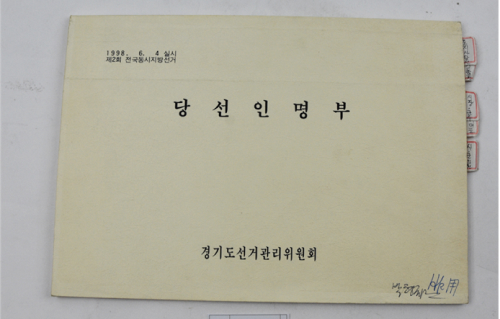 1998. 6. 4 실시
제2회 전국동시지방선거
당선인명부
경기도선거관리위원회
用